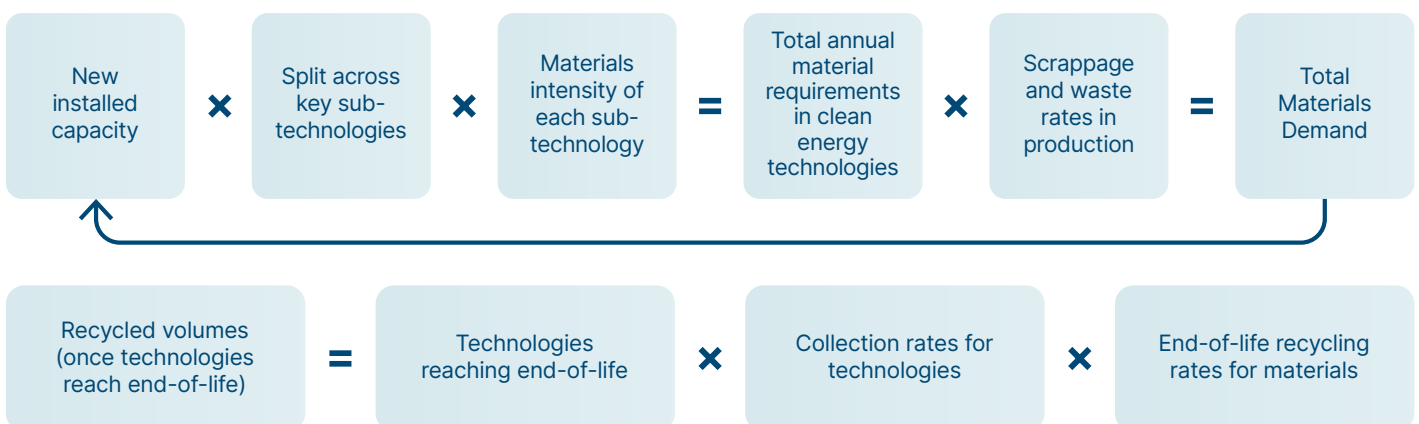 New
installed
capacity
×
Split across
key sub-
technologies
×
Materials
intensity of
each sub-
technology
=
Total annual
material
requirements
in clean
energy
technologies
×
Scrappage
and waste
rates in
production
=
Total
Materials
Demand
Recycled volumes
(once technologies
reach end-of-life)
=
Technologies
reaching end-of-life
×
Collection rates for
technologies
×
End-of-life recycling
rates for materials